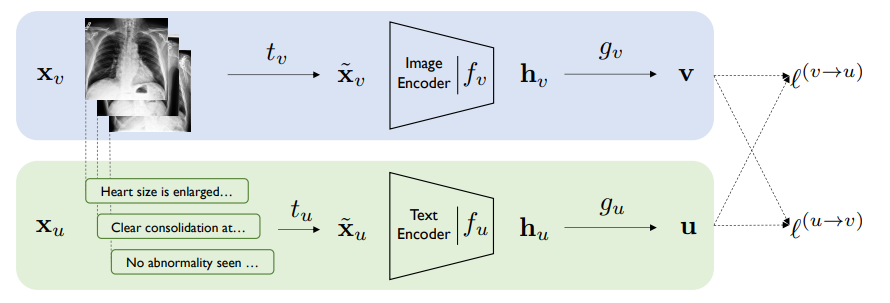 x_v
t_v
x̃_v
Image
Encoder
f_v
h_v
g_v
v
ℓ^(v→u)
x_u
Heart size is enlarged…
Clear consolidation at…
No abnormality seen …
t_u
x̃_u
Text
Encoder
f_u
h_u
g_u
u
ℓ^(u→v)